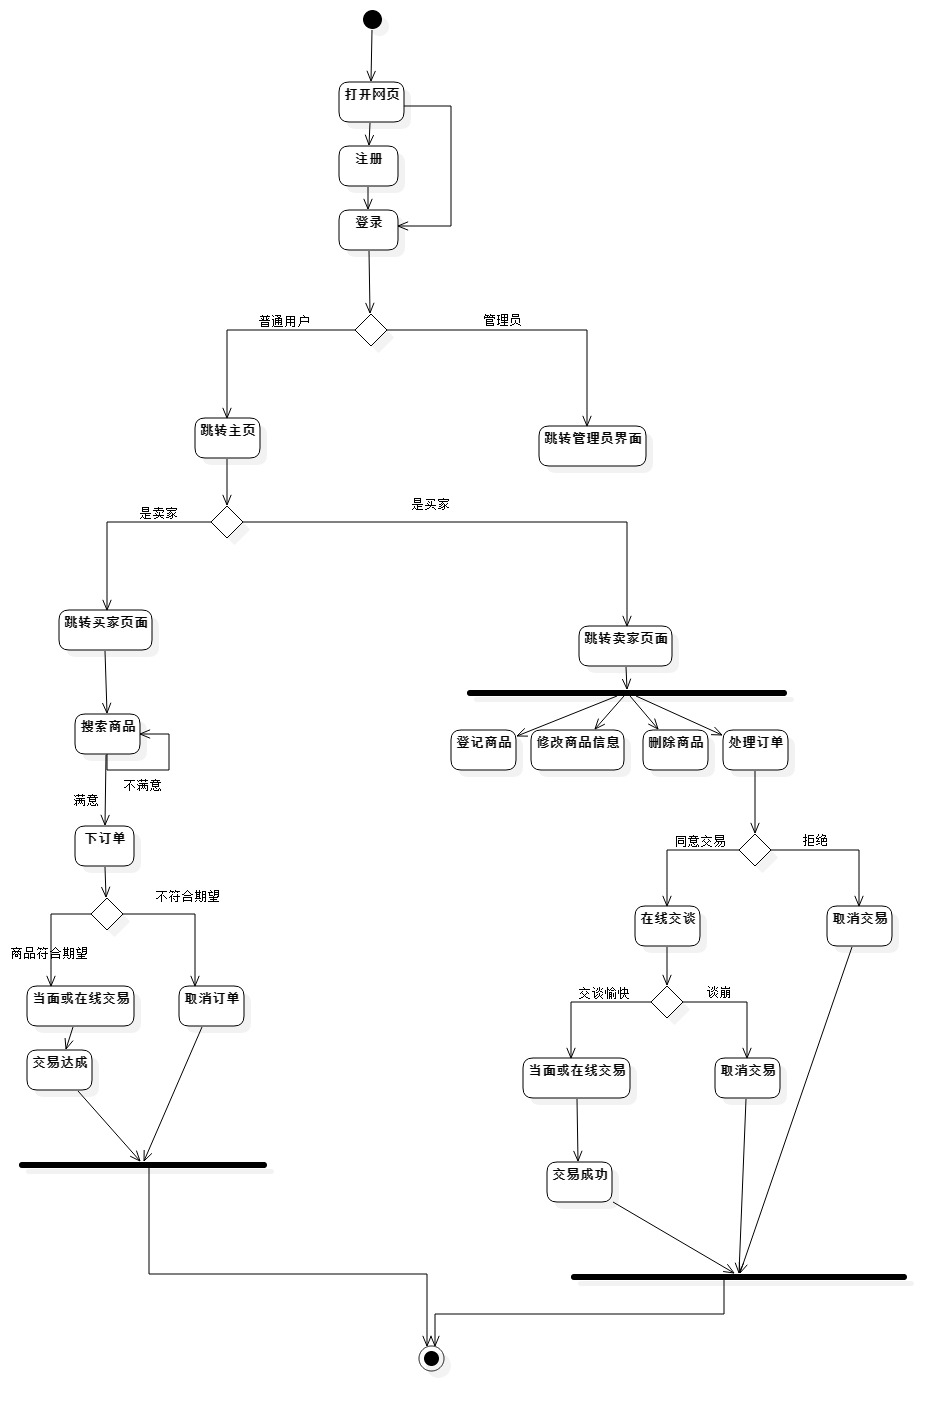 打开网页
注册
登录
普通用户
管理员
跳转主页
跳转管理员界面
是卖家
是买家
跳转买家页面
跳转卖家页面
搜索商品
登记商品
修改商品信息
删除商品
处理订单
不满意
满意
下订单
同意交易
拒绝
不符合期望
在线交谈
取消交易
商品符合期望
当面或在线交易
取消订单
交谈愉快
谈崩
交易达成
当面或在线交易
取消交易
交易成功